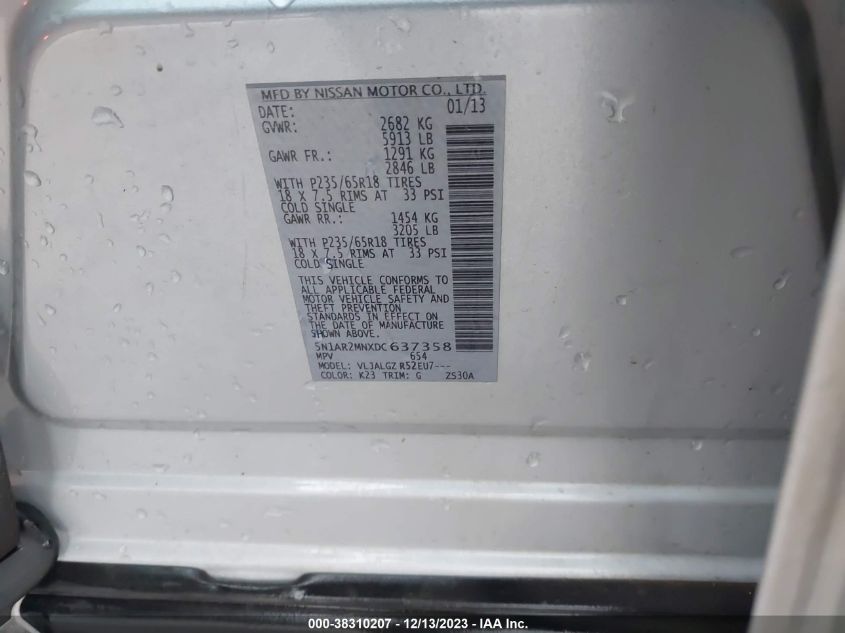 MFD BY NISSAN MOTOR CO., LTD.
DATE: 01/13
GVWR: 2682 KG
5913 LB
GAWR FR.: 1291 KG
2846 LB
WITH P235/65R18 TIRES
18 X 7.5 RIMS AT 33 PSI
COLD SINGLE
GAWR RR.: 1454 KG
3205 LB
WITH P235/65R18 TIRES
18 X 7.5 RIMS AT 33 PSI
COLD SINGLE
THIS VEHICLE CONFORMS TO
ALL APPLICABLE FEDERAL
MOTOR VEHICLE SAFETY AND
THEFT PREVENTION
STANDARDS IN EFFECT ON
THE DATE OF MANUFACTURE
SHOWN ABOVE.
5N1AR2MNXDC637358
MPV 654
MODEL: VLJALGZ R52EU7---
COLOR: K23 TRIM: G ZS30A
000-38310207 - 12/13/2023 - IAA Inc.